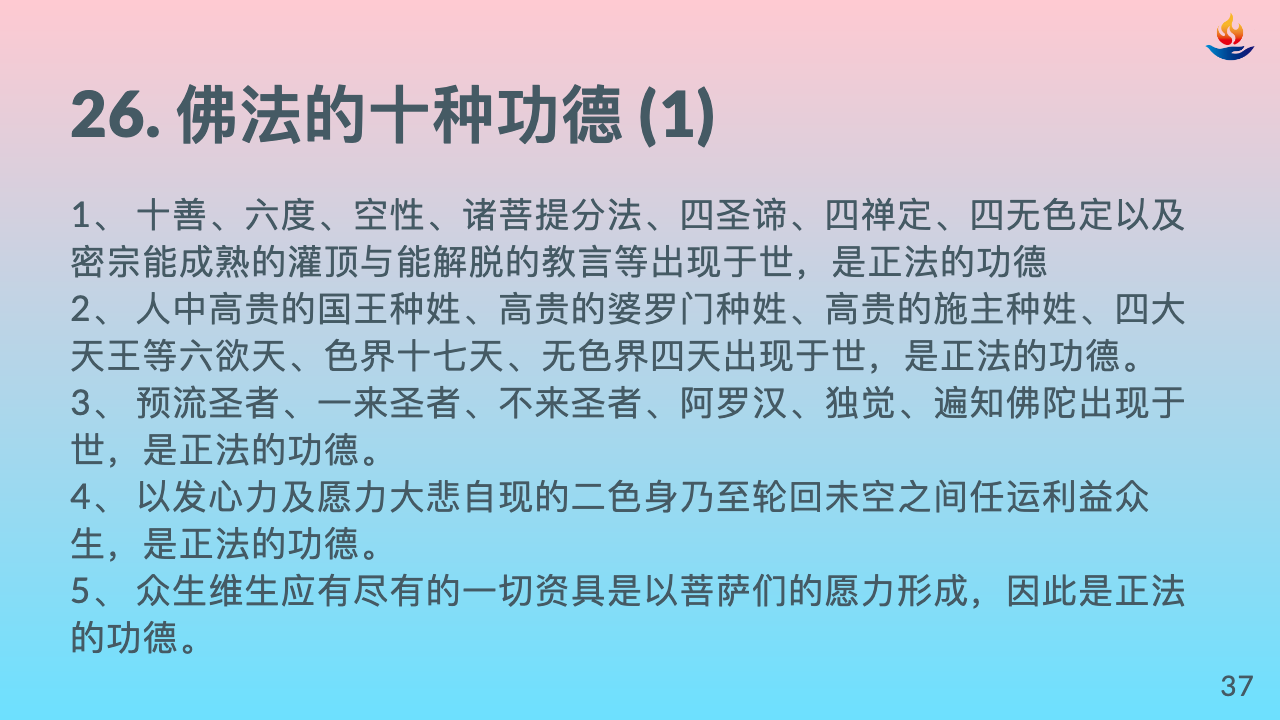 26. 佛法的十种功德 (1)
1、 十善、六度、空性、诸菩提分法、四圣谛、四禅定、四无色定以及
密宗能成熟的灌顶与能解脱的教言等出现于世，是正法的功德
2、 人中高贵的国王种姓、高贵的婆罗门种姓、高贵的施主种姓、四大
天王等六欲天、色界十七天、无色界四天出现于世，是正法的功德。
3、 预流圣者、一来圣者、不来圣者、阿罗汉、独觉、遍知佛陀出现于
世，是正法的功德。
4、 以发心力及愿力大悲自现的二色身乃至轮回未空之间任运利益众
生，是正法的功德。
5、 众生维生应有尽有的一切资具是以菩萨们的愿力形成，因此是正法
的功德。
37